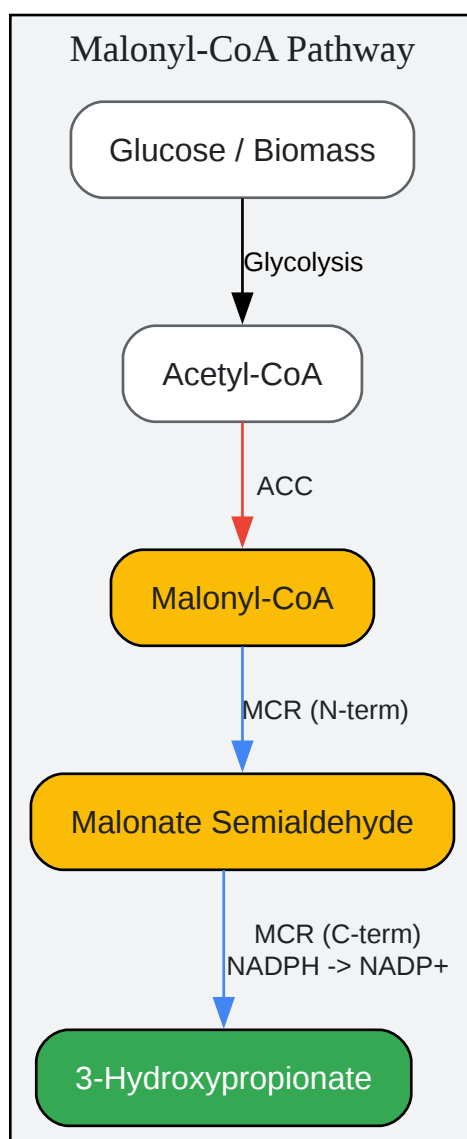 Malonyl-CoA Pathway
Glucose / Biomass
Glycolysis
Acetyl-CoA
ACC
Malonyl-CoA
MCR (N-term)
Malonate Semialdehyde
MCR (C-term)
NADPH -> NADP+
3-Hydroxypropionate